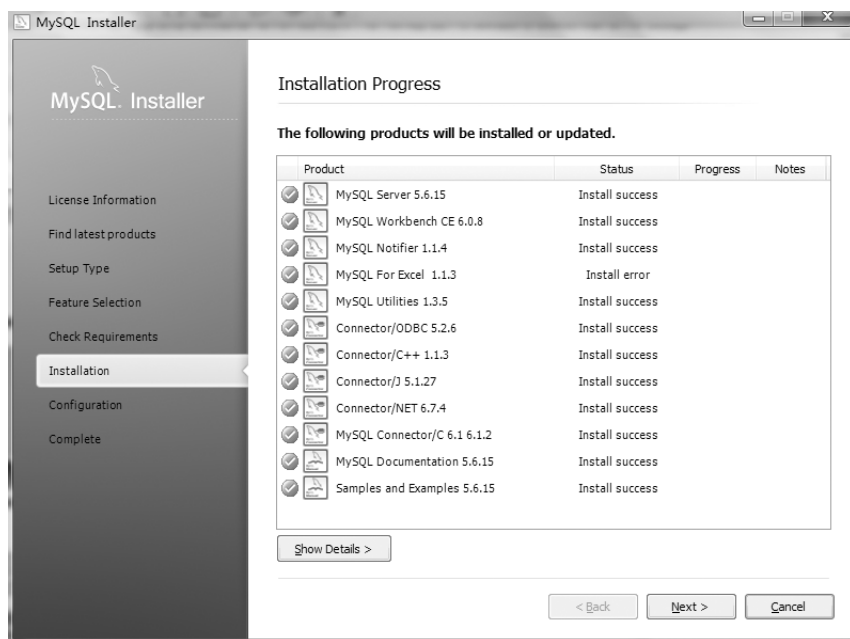 MySQL Installer
MySQL. Installer
License Information
Find latest products
Setup Type
Feature Selection
Check Requirements
Installation
Configuration
Complete
Installation Progress
The following products will be installed or updated.
Product Status Progress Notes
MySQL Server 5.6.15 Install success
MySQL Workbench CE 6.0.8 Install success
MySQL Notifier 1.1.4 Install success
MySQL For Excel 1.1.3 Install error
MySQL Utilities 1.3.5 Install success
Connector/ODBC 5.2.6 Install success
Connector/C++ 1.1.3 Install success
Connector/J 5.1.27 Install success
Connector/NET 6.7.4 Install success
MySQL Connector/C 6.1 6.1.2 Install success
MySQL Documentation 5.6.15 Install success
Samples and Examples 5.6.15 Install success
Show Details >
< Back Next > Cancel